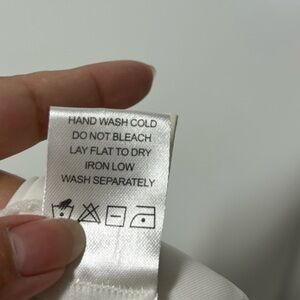 HAND WASH COLD
DO NOT BLEACH
LAY FLAT TO DRY
IRON LOW
WASH SEPARATELY